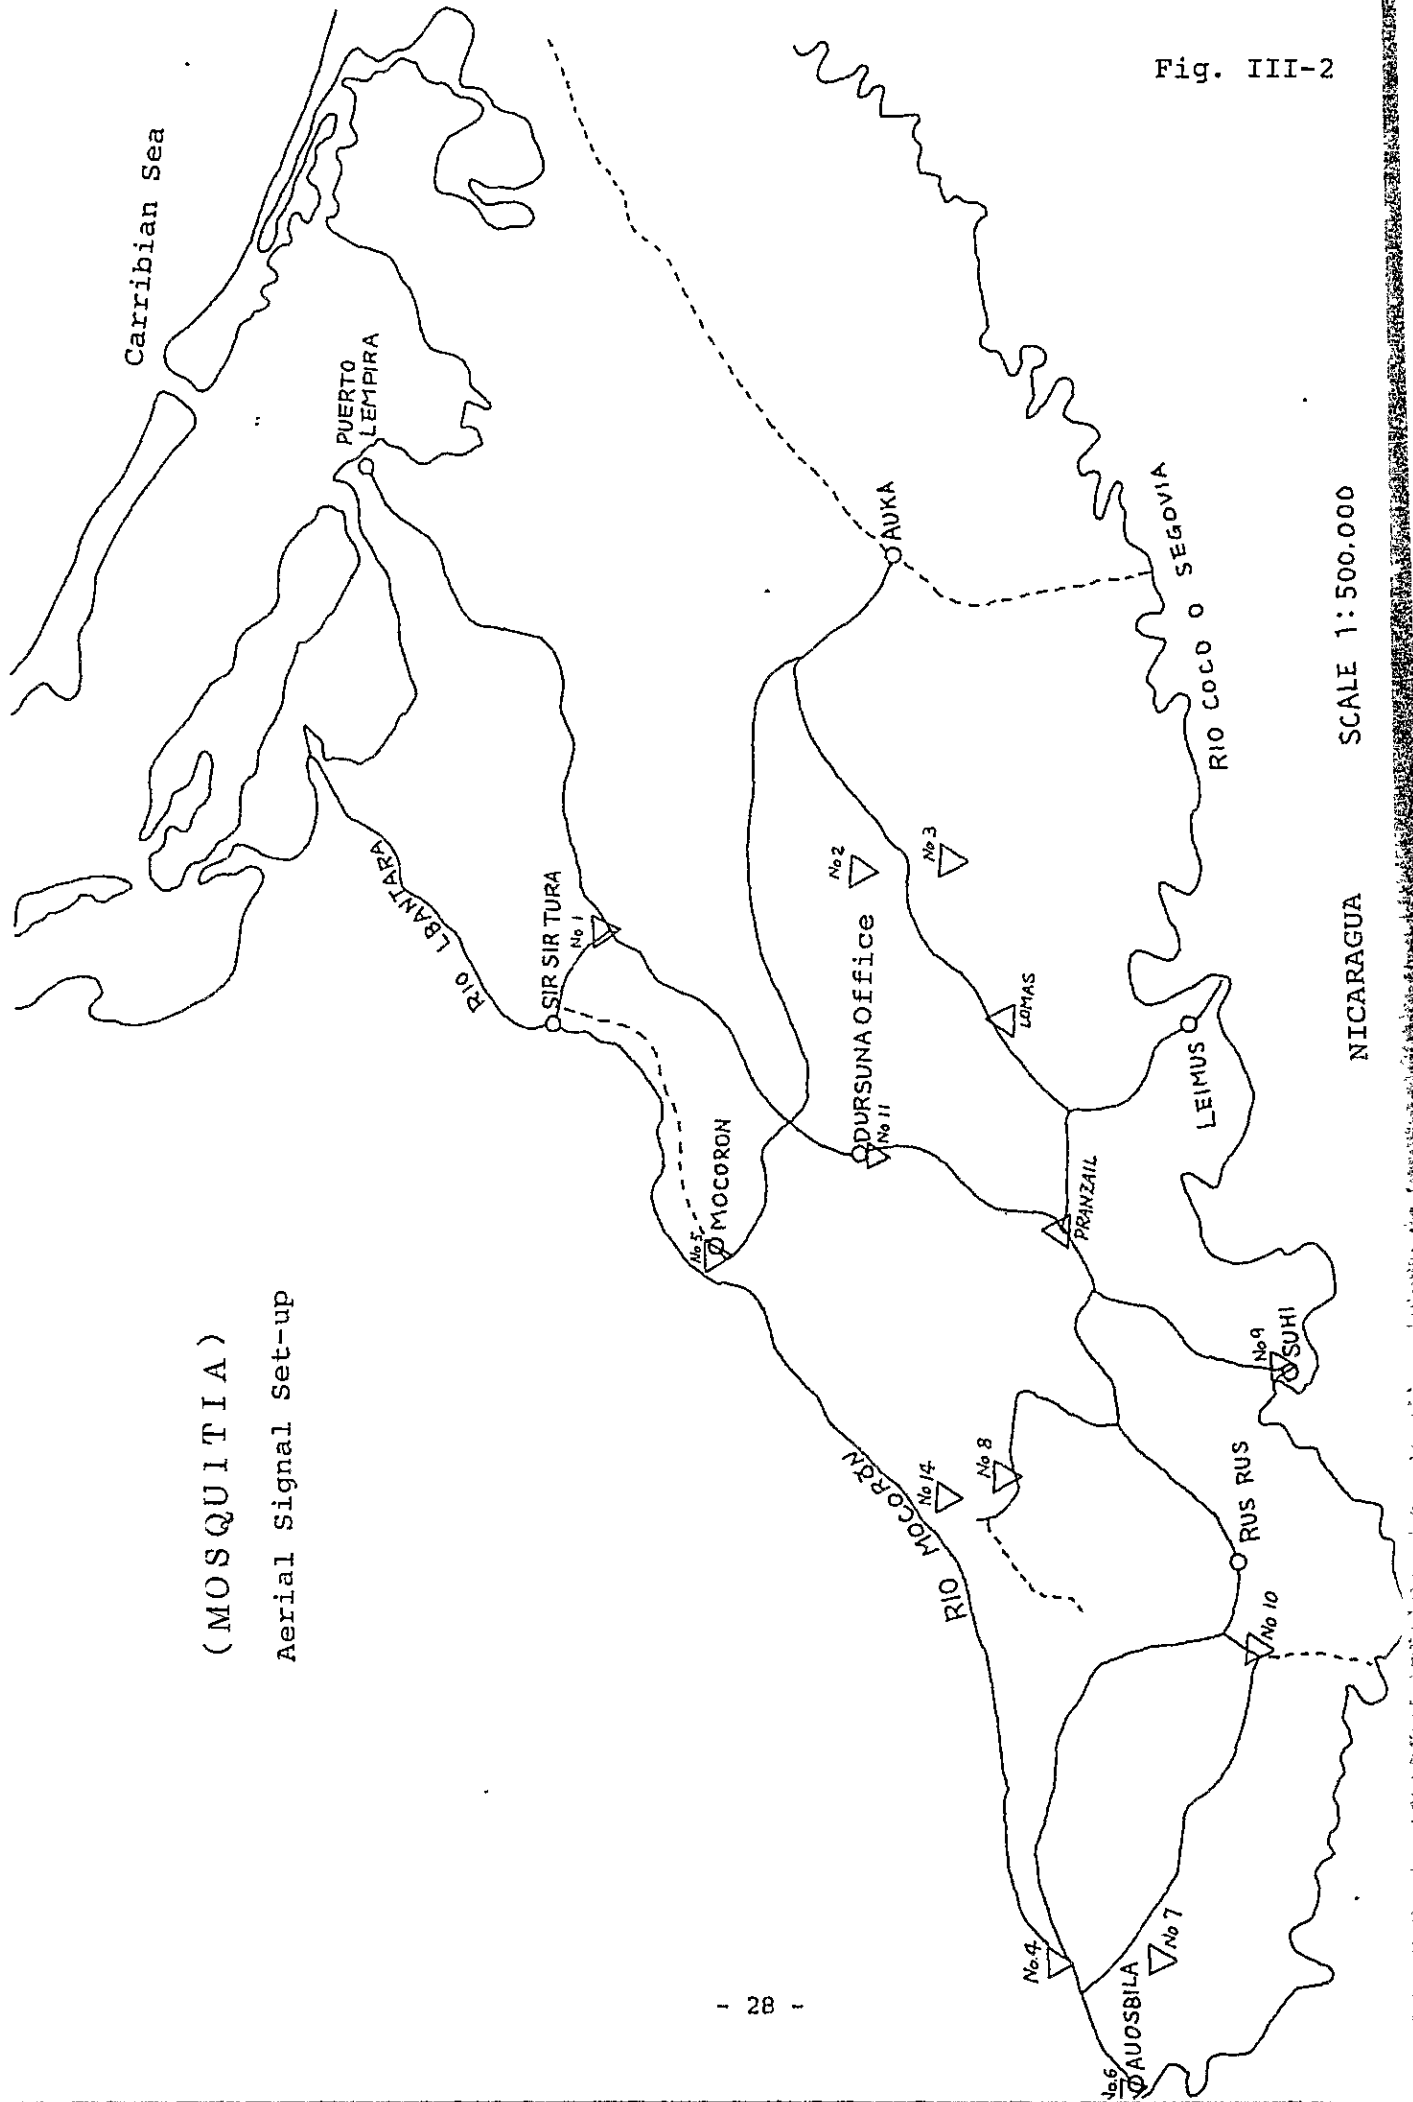 Fig. III-2
Carribian Sea
PUERTO
LEMPIRA
AUKA
RIO COCO O SEGOVIA
SCALE 1:500.000
RIO LBANTARA
SIR SIR TURA
No 1
No 2
No 3
DURSUNA Office
No 11
LOMAS
LEIMUS
NICARAGUA
No 5
MOCORON
PRANZAIL
(MOSQUITIA)
Aerial Signal Set-up
No 9
SUHI
RIO MOCORON
No 14
No 8
RUS RUS
No 10
No.4
No 7
No.6
AUOSBILA
- 28 -